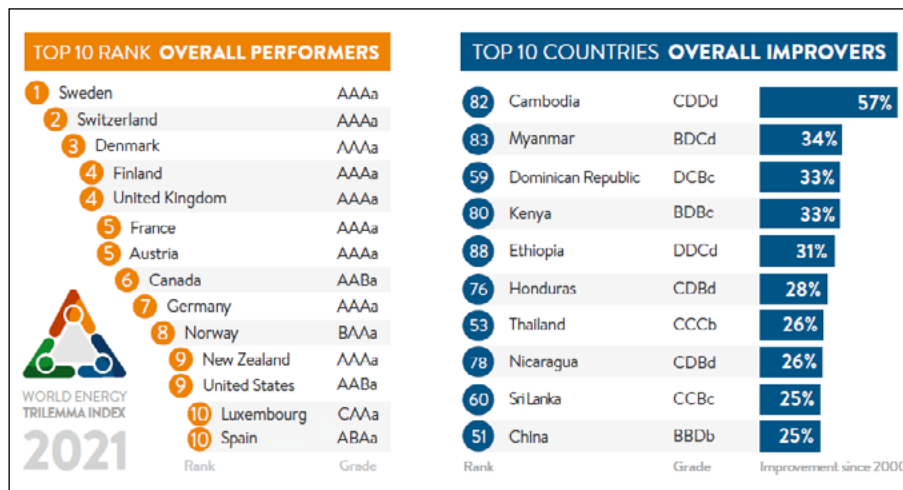 TOP 10 RANK OVERALL PERFORMERS
1 Sweden AAAa
2 Switzerland AAAa
3 Denmark AAAa
4 Finland AAAa
4 United Kingdom AAAa
5 France AAAa
5 Austria AAAa
6 Canada AABa
7 Germany AAAa
8 Norway BAAa
9 New Zealand AAAa
9 United States AABa
10 Luxembourg CAAa
10 Spain ABAa
Rank Grade
WORLD ENERGY
TRILEMMA INDEX
2021
TOP 10 COUNTRIES OVERALL IMPROVERS
82 Cambodia CDDd 57%
83 Myanmar BDCd 34%
59 Dominican Republic DCBc 33%
80 Kenya BDBc 33%
88 Ethiopia DDCd 31%
76 Honduras CDBd 28%
53 Thailand CCCb 26%
78 Nicaragua CDBd 26%
60 Sri Lanka CCBc 25%
51 China BBDb 25%
Rank Grade Improvement since 2000